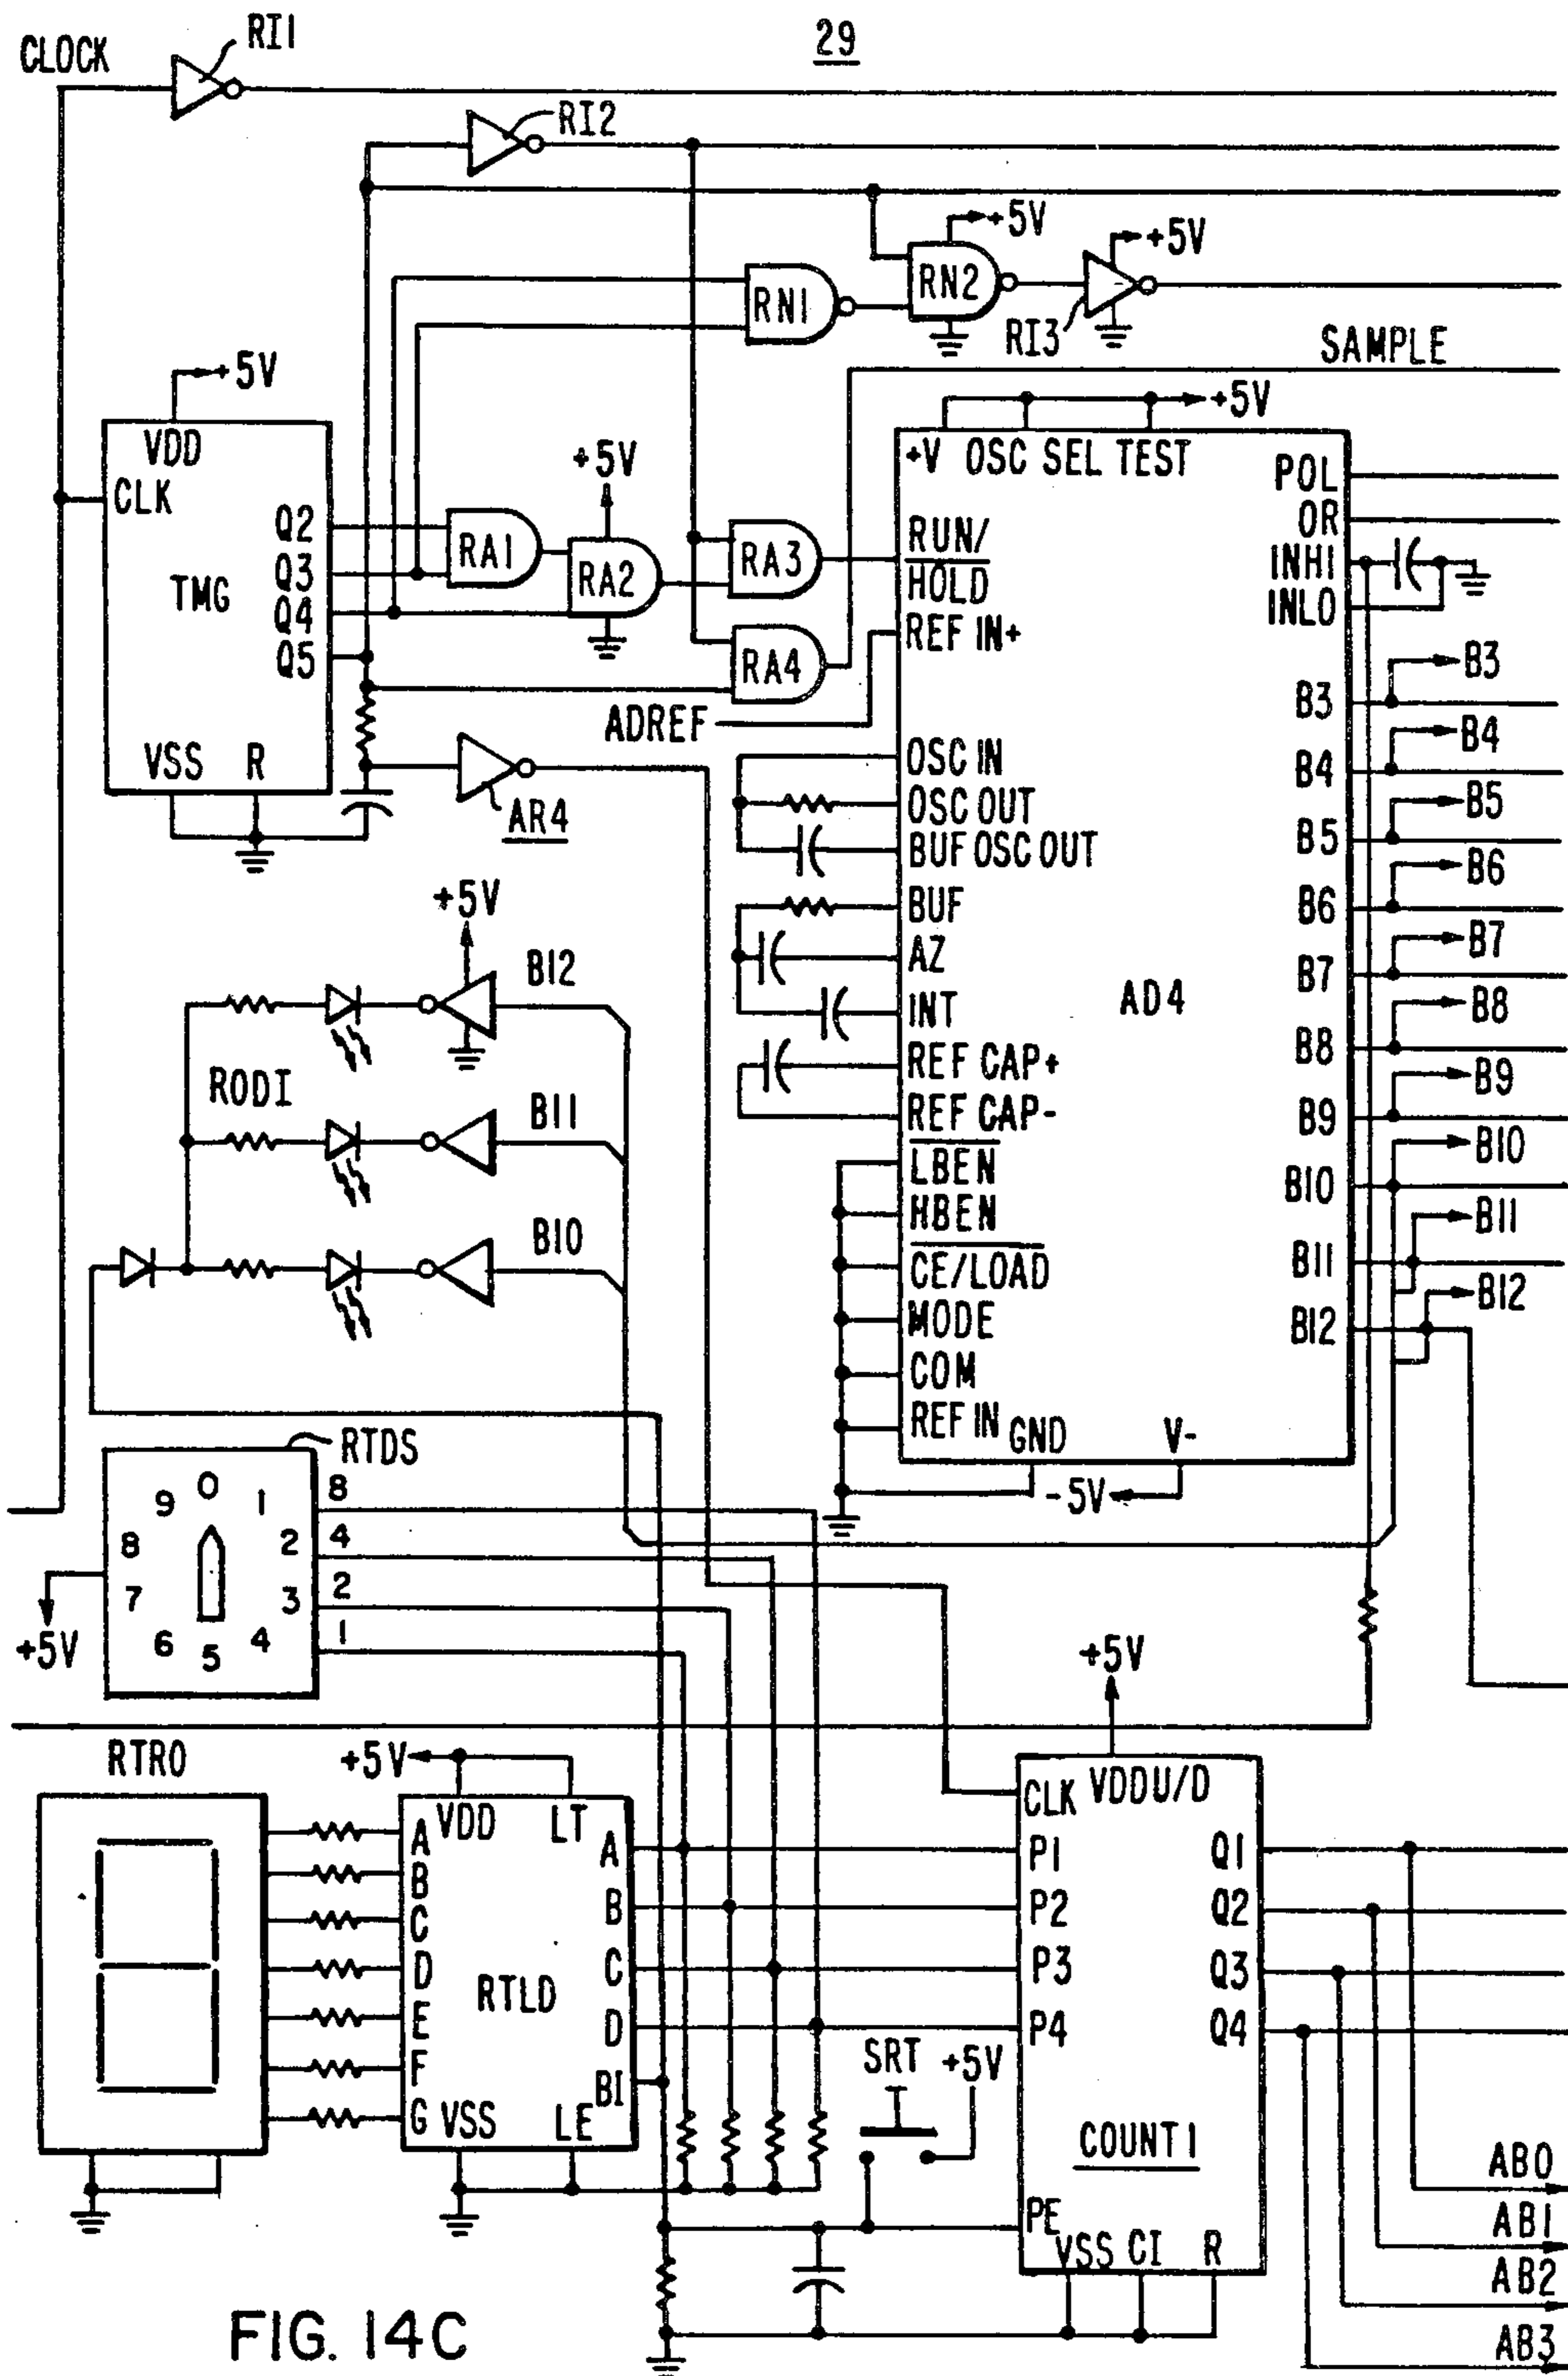 29
CLOCK
RI1
RI2
+5V
+5V
RN1
RN2
RI3
SAMPLE
+5V
+5V
VDD
CLK
Q2
Q3
TMG
Q4
Q5
VSS R
+5V
RA1
RA2
RA3
RA4
ADREF
AR4
+V OSC SEL TEST
RUN/
HOLD
REF IN+
OSC IN
OSC OUT
BUF OSC OUT
BUF
AZ
INT
REF CAP+
REF CAP-
LBEN
HBEN
CE/LOAD
MODE
COM
REF IN
GND
V-
-5V
AD4
POL
OR
INHI
INLO
B3
B3
B4
B4
B5
B5
B6
B6
B7
B7
B8
B8
B9
B9
B10
B10
B11
B11
B12
B12
+5V
B12
RODI
B11
B10
RTDS
0
1
2
3
4
5
6
7
8
9
8
4
2
1
+5V
RTRO
+5V
VDD LT
A
B
C
D
E
F
G
VSS LE
RTLD
A
B
C
D
BI
SRT +5V
+5V
CLK VDD U/D
P1
P2
P3
P4
Q1
Q2
Q3
Q4
COUNT 1
PE
VSS CI R
AB0
AB1
AB2
AB3
FIG. 14C